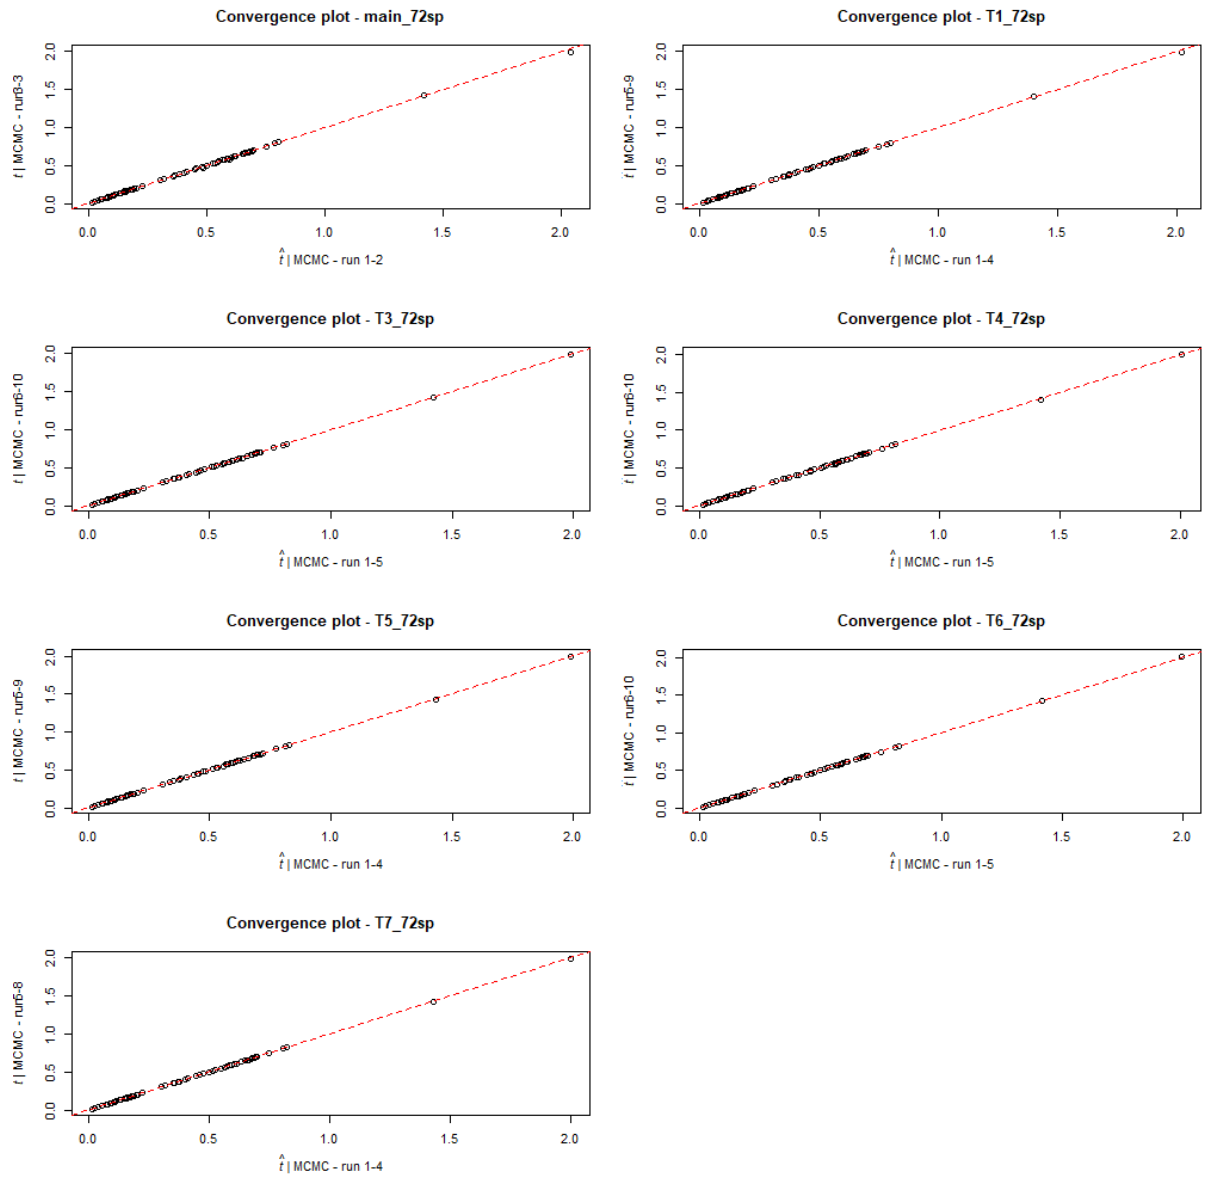 Convergence plot - main_72sp
t | MCMC - run3-3
2.0
1.5
1.0
0.5
0.0
0.0 0.5 1.0 1.5 2.0
t̂ | MCMC - run 1-2
Convergence plot - T1_72sp
t | MCMC - run5-9
2.0
1.5
1.0
0.5
0.0
0.0 0.5 1.0 1.5 2.0
t̂ | MCMC - run 1-4
Convergence plot - T3_72sp
t | MCMC - run6-10
2.0
1.5
1.0
0.5
0.0
0.0 0.5 1.0 1.5 2.0
t̂ | MCMC - run 1-5
Convergence plot - T4_72sp
t | MCMC - run6-10
2.0
1.5
1.0
0.5
0.0
0.0 0.5 1.0 1.5 2.0
t̂ | MCMC - run 1-5
Convergence plot - T5_72sp
t | MCMC - run5-9
2.0
1.5
1.0
0.5
0.0
0.0 0.5 1.0 1.5 2.0
t̂ | MCMC - run 1-4
Convergence plot - T6_72sp
t | MCMC - run6-10
2.0
1.5
1.0
0.5
0.0
0.0 0.5 1.0 1.5 2.0
t̂ | MCMC - run 1-5
Convergence plot - T7_72sp
t | MCMC - run5-8
2.0
1.5
1.0
0.5
0.0
0.0 0.5 1.0 1.5 2.0
t̂ | MCMC - run 1-4